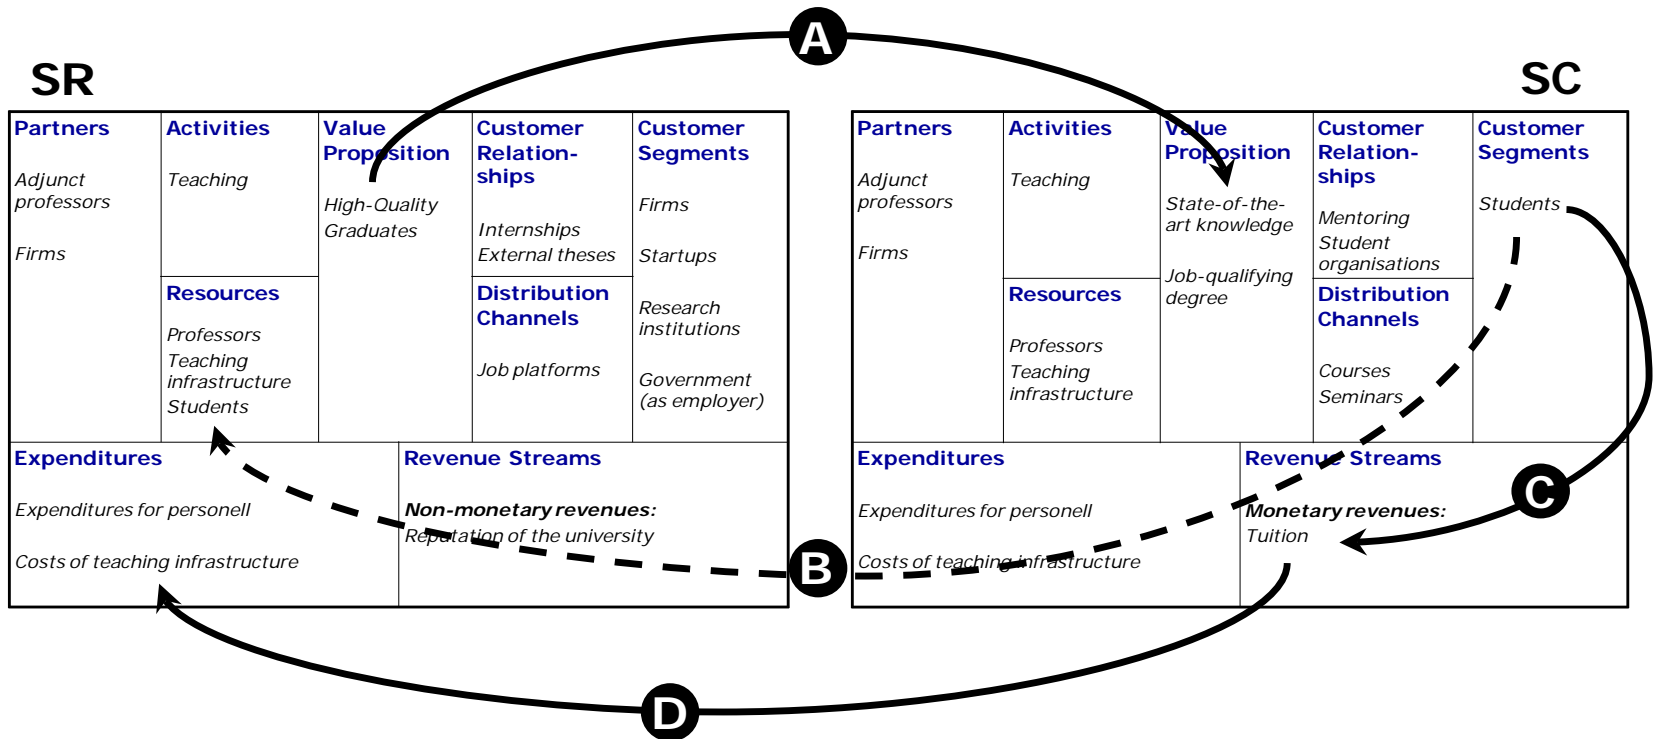 A
SR
SC
Partners
Adjunct
professors
Firms
Activities
Teaching
Resources
Professors
Teaching
infrastructure
Students
Value
Proposition
High-Quality
Graduates
Customer
Relation-
ships
Internships
External theses
Distribution
Channels
Job platforms
Customer
Segments
Firms
Startups
Research
institutions
Government
(as employer)
Expenditures
Expenditures for personell
Costs of teaching infrastructure
Revenue Streams
Non-monetary revenues:
Reputation of the university
Partners
Adjunct
professors
Firms
Activities
Teaching
Resources
Professors
Teaching
infrastructure
Value
Proposition
State-of-the-
art knowledge
Job-qualifying
degree
Customer
Relation-
ships
Mentoring
Student
organisations
Distribution
Channels
Courses
Seminars
Customer
Segments
Students
Expenditures
Expenditures for personell
Costs of teaching infrastructure
Revenue Streams
Monetary revenues:
Tuition
C
B
D